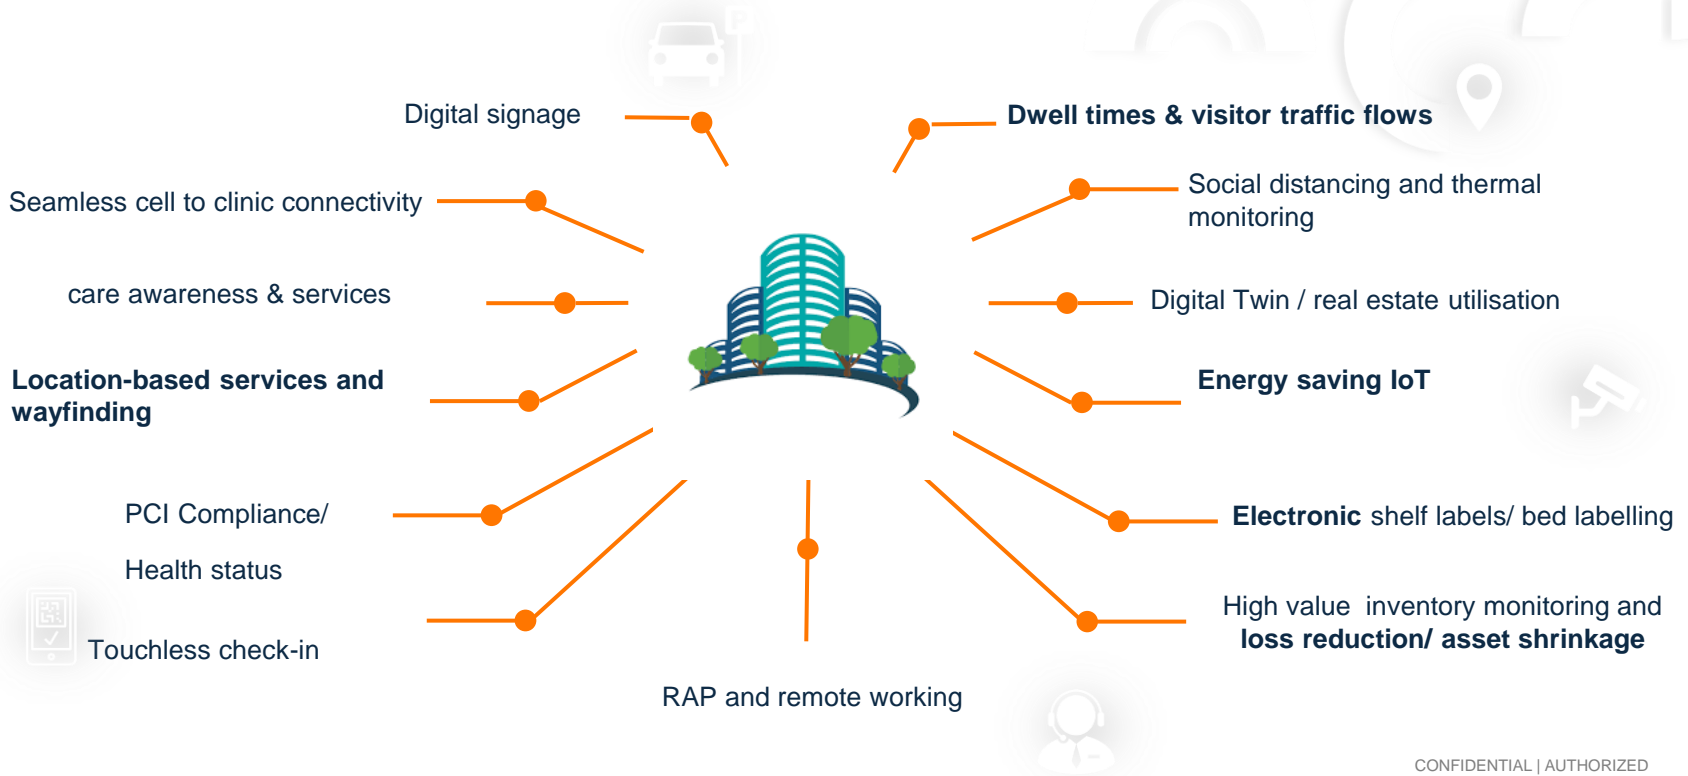 P
Digital signage
Dwell times & visitor traffic flows
Seamless cell to clinic connectivity
Social distancing and thermal
monitoring
care awareness & services
Digital Twin / real estate utilisation
Location-based services and
wayfinding
Energy saving IoT
PCI Compliance/
Health status
Electronic shelf labels/ bed labelling
Touchless check-in
High value  inventory monitoring and
loss reduction/ asset shrinkage
RAP and remote working
CONFIDENTIAL | AUTHORIZED